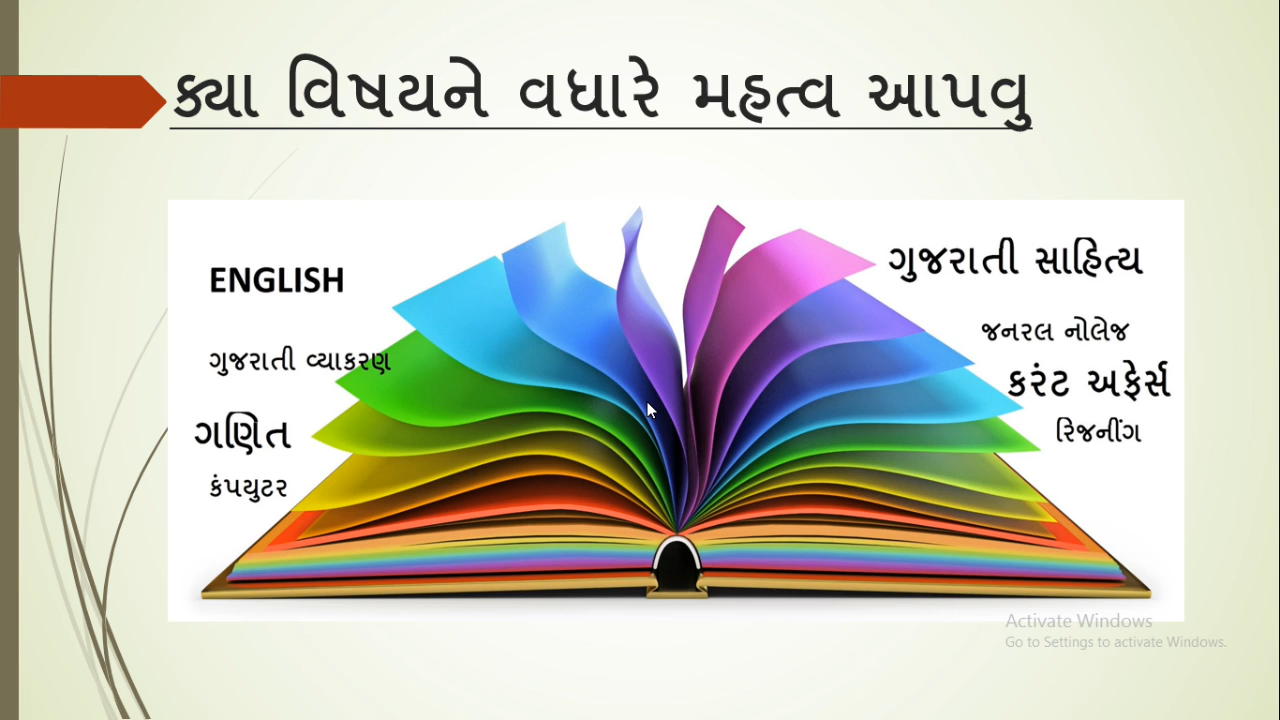 ક્યા વિષયને વધારે મહત્વ આપવુ
ENGLISH
ગુજરાતી વ્યાકરણ
ગણિત
કંપયુટર
ગુજરાતી સાહિત્ય
જનરલ નોલેજ
કરંટ અફેર્સ
રિજનીંગ
Activate Windows
Go to Settings to activate Windows.